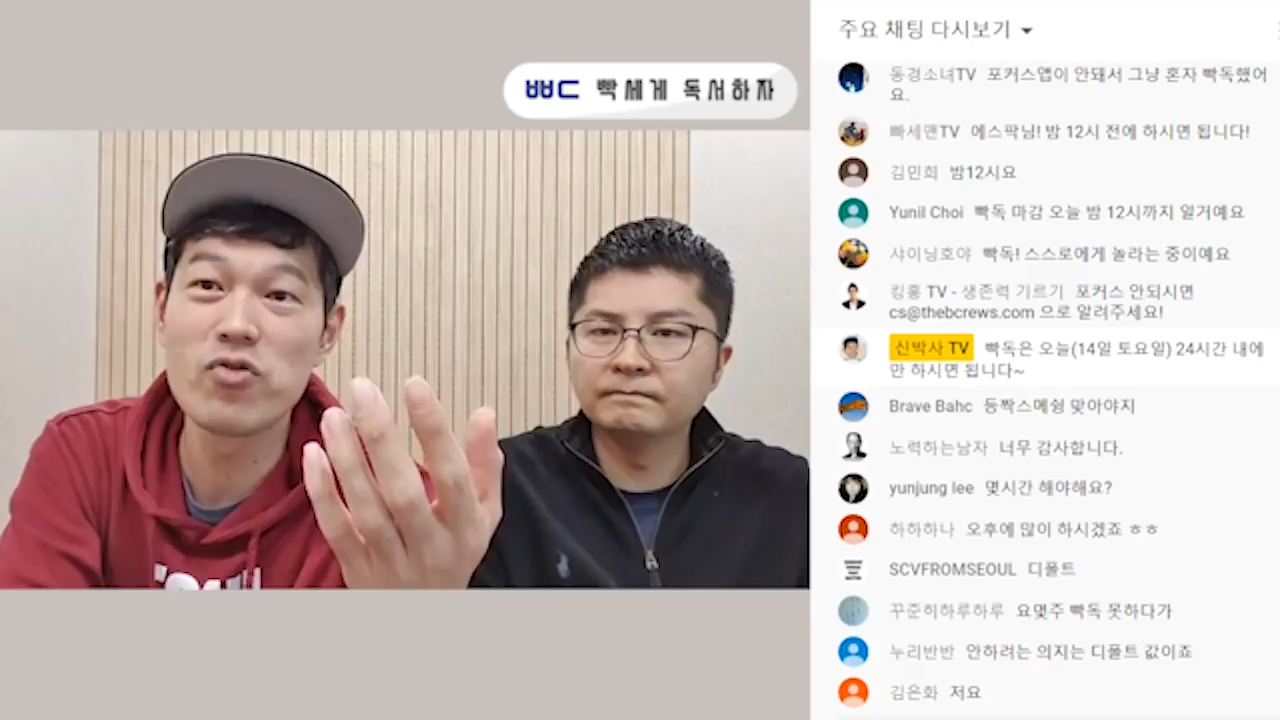 주요 채팅 다시보기
ㅃㄷ 빡세게 독서하자
동경소녀TV 포커스앱이 안돼서 그냥 혼자 빡독했어
요.
빠세맨TV 에스팍님! 밤 12시 전에 하시면 됩니다!
김민희 밤12시요
Yunil Choi 빡독 마감 오늘 밤 12시까지 일거예요
샤이닝호야 빡독! 스스로에게 놀라는 중이예요
킹홍 TV - 생존력 기르기 포커스 안되시면
cs@thebcrews.com 으로 알려주세요!
신박사 TV 빡독은 오늘(14일 토요일) 24시간 내에
만 하시면 됩니다~
Brave Bahc 등짝스메슁 맞아야지
노력하는남자 너무 감사합니다.
yunjung lee 몇시간 해야해요?
하하하나 오후에 많이 하시겠죠 ㅎㅎ
SCVFROMSEOUL 디폴트
꾸준히하루하루 요몇주 빡독 못하다가
누리반반 안하려는 의지는 디폴트 값이죠
김은화 저요